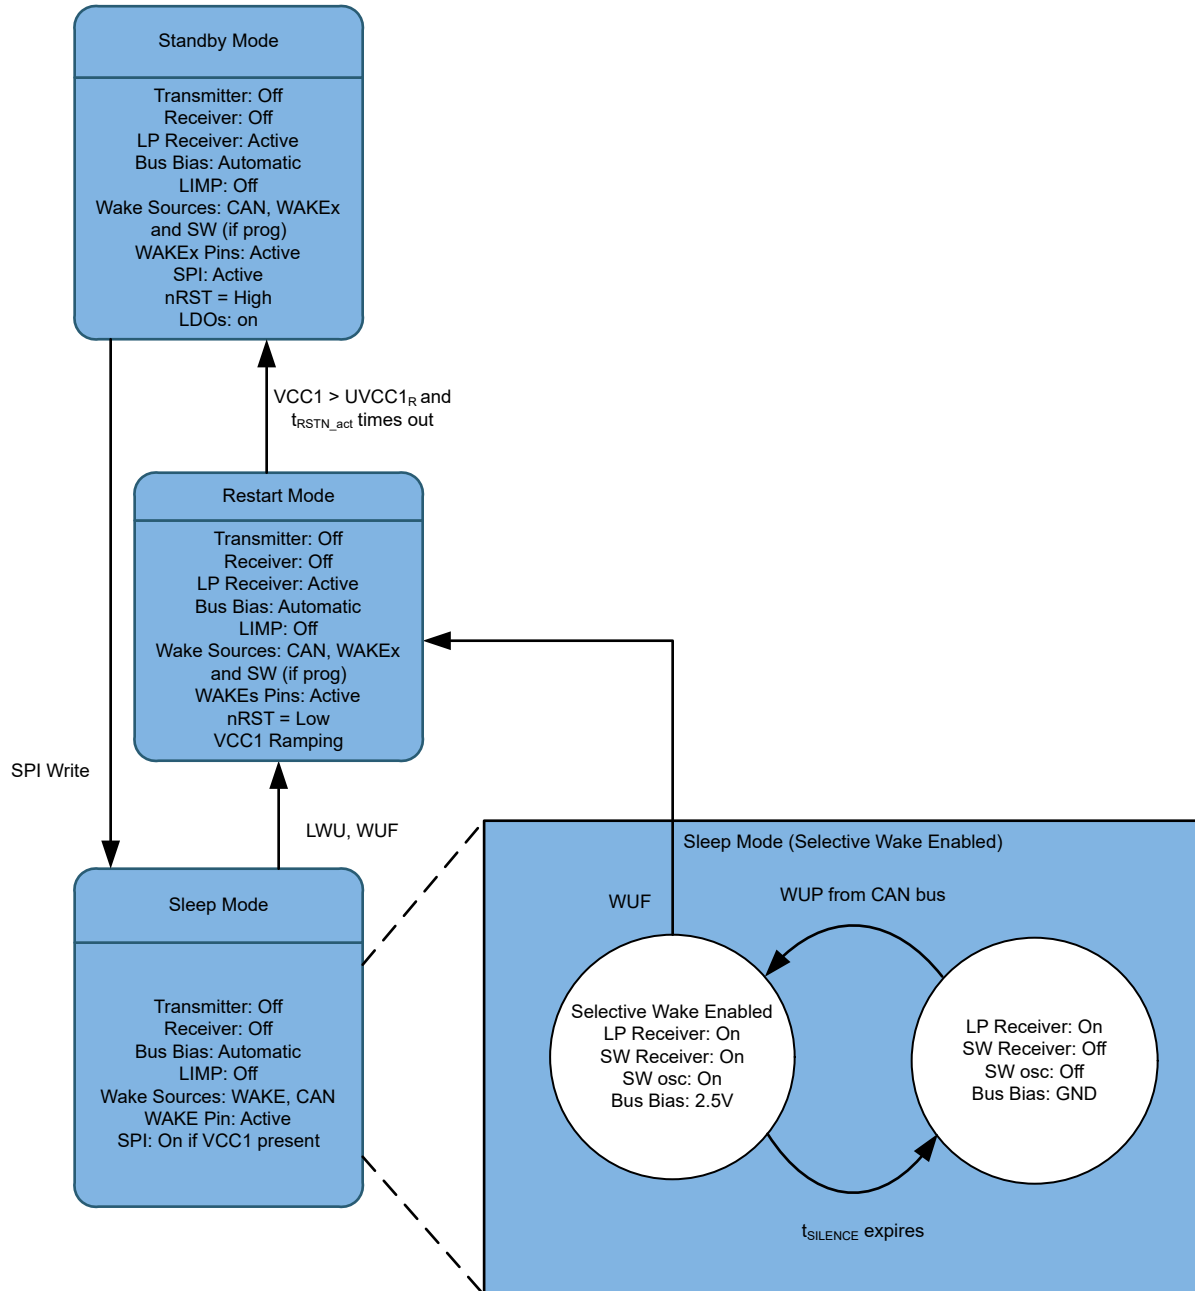 Standby Mode
Transmitter: Off
Receiver: Off
LP Receiver: Active
Bus Bias: Automatic
LIMP: Off
Wake Sources: CAN, WAKEx
and SW (if prog)
WAKEx Pins: Active
SPI: Active
nRST = High
LDOs: on
VCC1 > UVCC1R and
tRSTN_act times out
Restart Mode
Transmitter: Off
Receiver: Off
LP Receiver: Active
Bus Bias: Automatic
LIMP: Off
Wake Sources: CAN, WAKEx
and SW (if prog)
WAKEs Pins: Active
nRST = Low
VCC1 Ramping
SPI Write
LWU, WUF
Sleep Mode
Transmitter: Off
Receiver: Off
Bus Bias: Automatic
LIMP: Off
Wake Sources: WAKE, CAN
WAKE Pin: Active
SPI: On if VCC1 present
Sleep Mode (Selective Wake Enabled)
WUF
WUP from CAN bus
Selective Wake Enabled
LP Receiver: On
SW Receiver: On
SW osc: On
Bus Bias: 2.5V
LP Receiver: On
SW Receiver: Off
SW osc: Off
Bus Bias: GND
tSILENCE expires